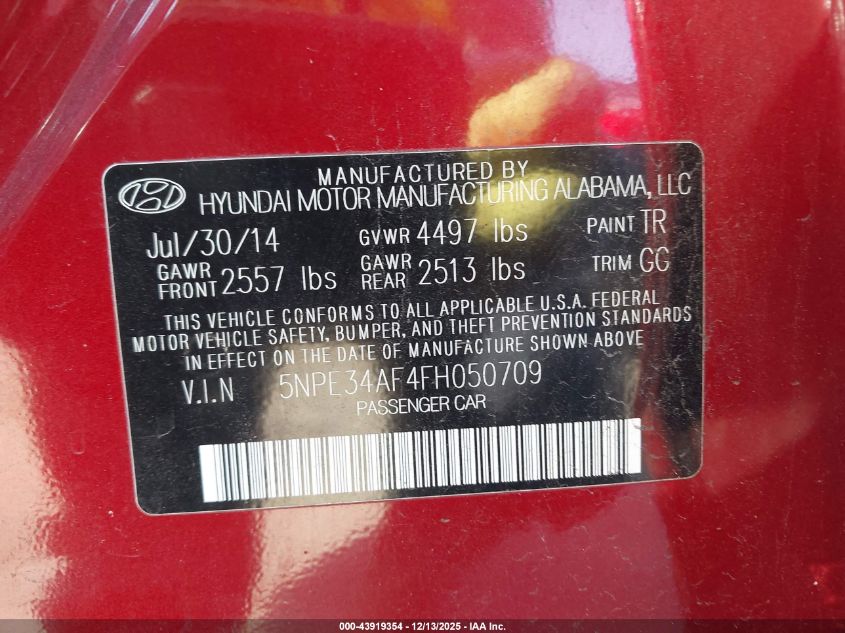 MANUFACTURED BY
HYUNDAI MOTOR MANUFACTURING ALABAMA, LLC
Jul/30/14 GVWR 4497 lbs PAINT TR
GAWR FRONT 2557 lbs GAWR REAR 2513 lbs TRIM GG
THIS VEHICLE CONFORMS TO ALL APPLICABLE U.S.A. FEDERAL
MOTOR VEHICLE SAFETY, BUMPER, AND THEFT PREVENTION STANDARDS
IN EFFECT ON THE DATE OF MANUFACTURE SHOWN ABOVE
V.I.N 5NPE34AF4FH050709
PASSENGER CAR
000-43919354 - 12/13/2025 - IAA Inc.